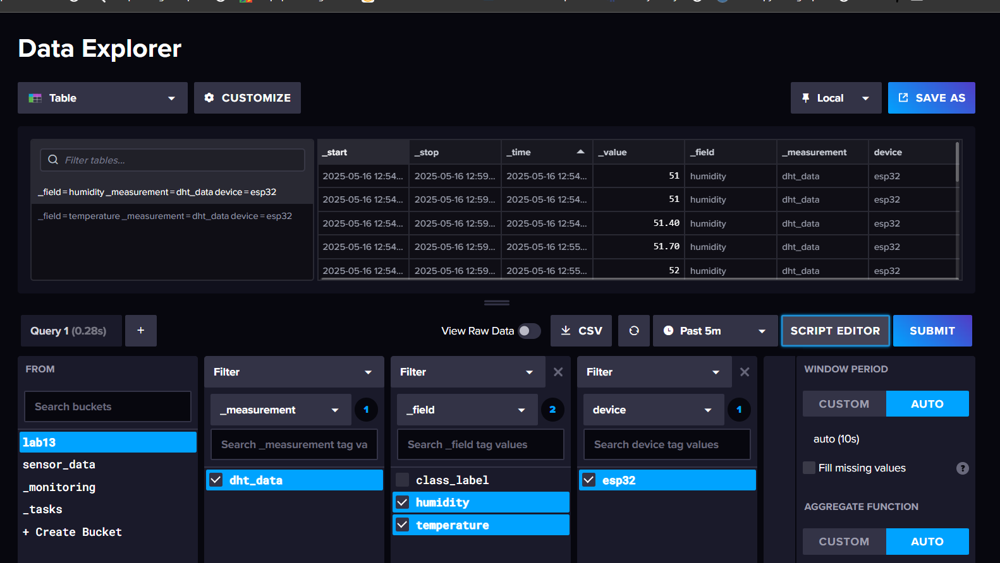 Data Explorer
Table
CUSTOMIZE
Local
SAVE AS
Filter tables...
_field = humidity _measurement = dht_data device = esp32
_field = temperature _measurement = dht_data device = esp32
_start _stop _time _value _field _measurement device
2025-05-16 12:54... 2025-05-16 12:59... 2025-05-16 12:54... 51 humidity dht_data esp32
2025-05-16 12:54... 2025-05-16 12:59... 2025-05-16 12:54... 51 humidity dht_data esp32
2025-05-16 12:54... 2025-05-16 12:59... 2025-05-16 12:54... 51.40 humidity dht_data esp32
2025-05-16 12:54... 2025-05-16 12:59... 2025-05-16 12:55... 51.70 humidity dht_data esp32
2025-05-16 12:54... 2025-05-16 12:59... 2025-05-16 12:55... 52 humidity dht_data esp32
Query 1 (0.28s)
+
View Raw Data
CSV
Past 5m
SCRIPT EDITOR
SUBMIT
FROM
Search buckets
lab13
sensor_data
_monitoring
_tasks
+ Create Bucket
Filter
_measurement 1
Search _measurement tag va
dht_data
Filter
_field 2
Search _field tag values
class_label
humidity
temperature
Filter
device 1
Search device tag values
esp32
WINDOW PERIOD
CUSTOM AUTO
auto (10s)
Fill missing values ?
AGGREGATE FUNCTION
CUSTOM AUTO